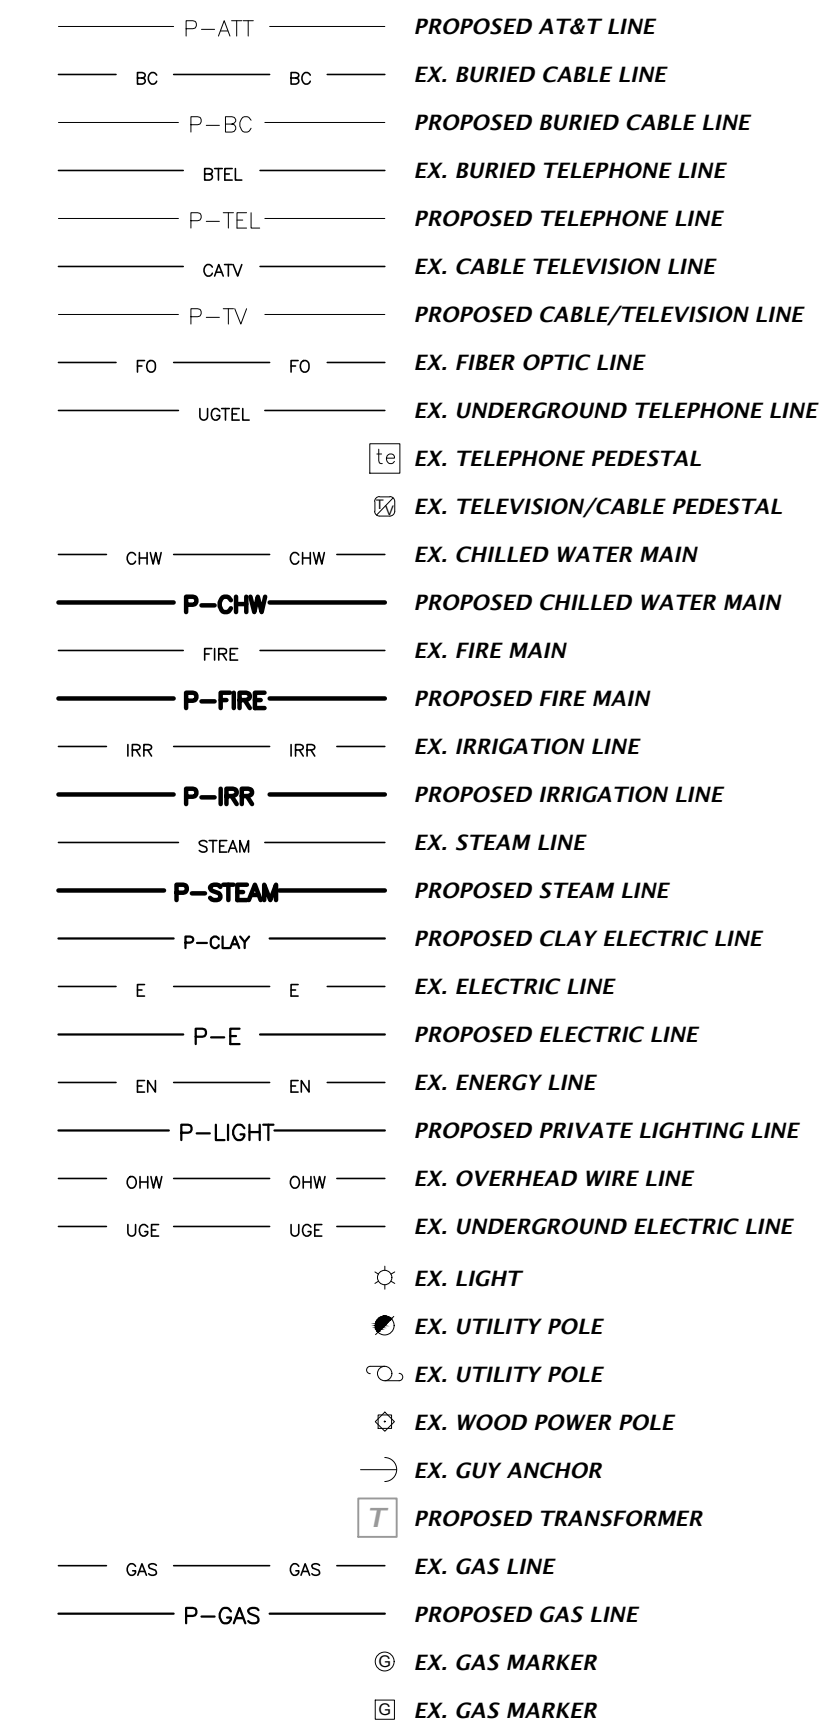 P-ATT PROPOSED AT&T LINE
BC BC EX. BURIED CABLE LINE
P-BC PROPOSED BURIED CABLE LINE
BTEL EX. BURIED TELEPHONE LINE
P-TEL PROPOSED TELEPHONE LINE
CATV EX. CABLE TELEVISION LINE
P-TV PROPOSED CABLE/TELEVISION LINE
FO FO EX. FIBER OPTIC LINE
UGTEL EX. UNDERGROUND TELEPHONE LINE
te EX. TELEPHONE PEDESTAL
TV EX. TELEVISION/CABLE PEDESTAL
CHW CHW EX. CHILLED WATER MAIN
P-CHW PROPOSED CHILLED WATER MAIN
FIRE EX. FIRE MAIN
P-FIRE PROPOSED FIRE MAIN
IRR IRR EX. IRRIGATION LINE
P-IRR PROPOSED IRRIGATION LINE
STEAM EX. STEAM LINE
P-STEAM PROPOSED STEAM LINE
P-CLAY PROPOSED CLAY ELECTRIC LINE
E E EX. ELECTRIC LINE
P-E PROPOSED ELECTRIC LINE
EN EN EX. ENERGY LINE
P-LIGHT PROPOSED PRIVATE LIGHTING LINE
OHW OHW EX. OVERHEAD WIRE LINE
UGE UGE EX. UNDERGROUND ELECTRIC LINE
EX. LIGHT
EX. UTILITY POLE
EX. UTILITY POLE
EX. WOOD POWER POLE
EX. GUY ANCHOR
T PROPOSED TRANSFORMER
GAS GAS EX. GAS LINE
P-GAS PROPOSED GAS LINE
G EX. GAS MARKER
G EX. GAS MARKER